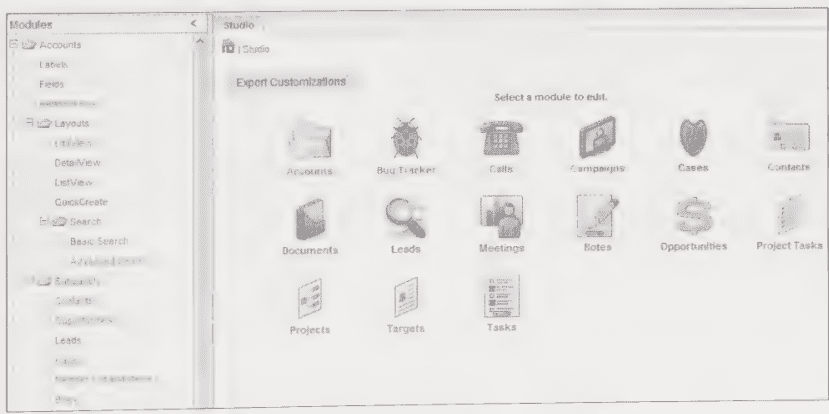 Modules <
Accounts
Labels
Fields
Layouts
DetailView
ListView
QuickCreate
Search
Basic Search
Contacts
Leads
Studio
| Studio
Expert Customizations
Select a module to edit.
Accounts
Bug Tracker
Calls
Campaigns
Cases
Contacts
Documents
Leads
Meetings
Notes
Opportunities
Project Tasks
Projects
Targets
Tasks